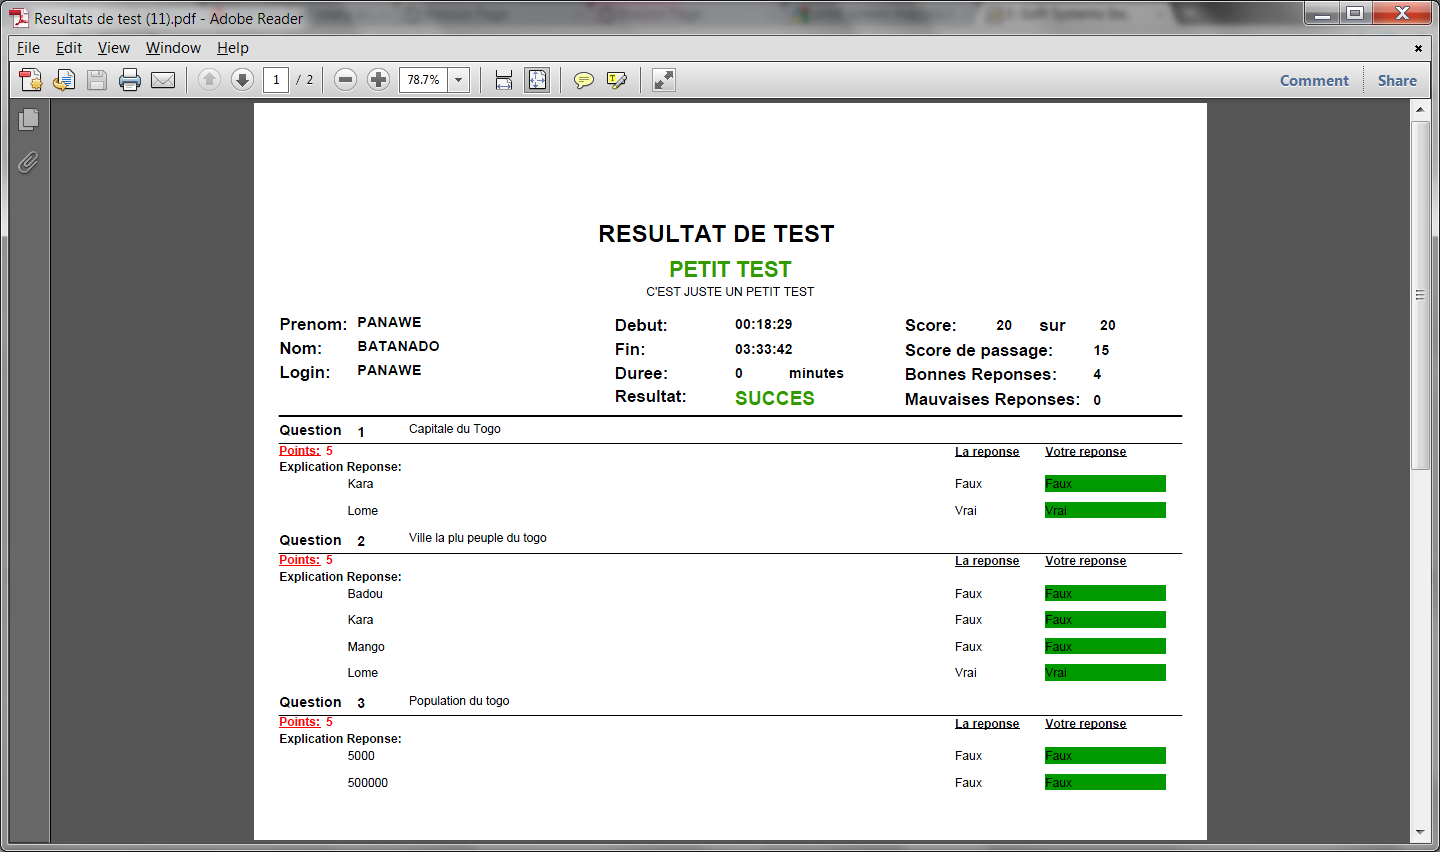 Resultats de test (11).pdf - Adobe Reader
File Edit View Window Help
1 / 2 78.7% Comment Share
RESULTAT DE TEST
PETIT TEST
C'EST JUSTE UN PETIT TEST
Prenom: PANAWE Debut: 00:18:29 Score: 20 sur 20
Nom: BATANADO Fin: 03:33:42 Score de passage: 15
Login: PANAWE Duree: 0 minutes Bonnes Reponses: 4
Resultat: SUCCES Mauvaises Reponses: 0
Question 1 Capitale du Togo
Points: 5 La reponse Votre reponse
Explication Reponse:
Kara Faux Faux
Lome Vrai Vrai
Question 2 Ville la plu peuple du togo
Points: 5 La reponse Votre reponse
Explication Reponse:
Badou Faux Faux
Kara Faux Faux
Mango Faux Faux
Lome Vrai Vrai
Question 3 Population du togo
Points: 5 La reponse Votre reponse
Explication Reponse:
5000 Faux Faux
500000 Faux Faux